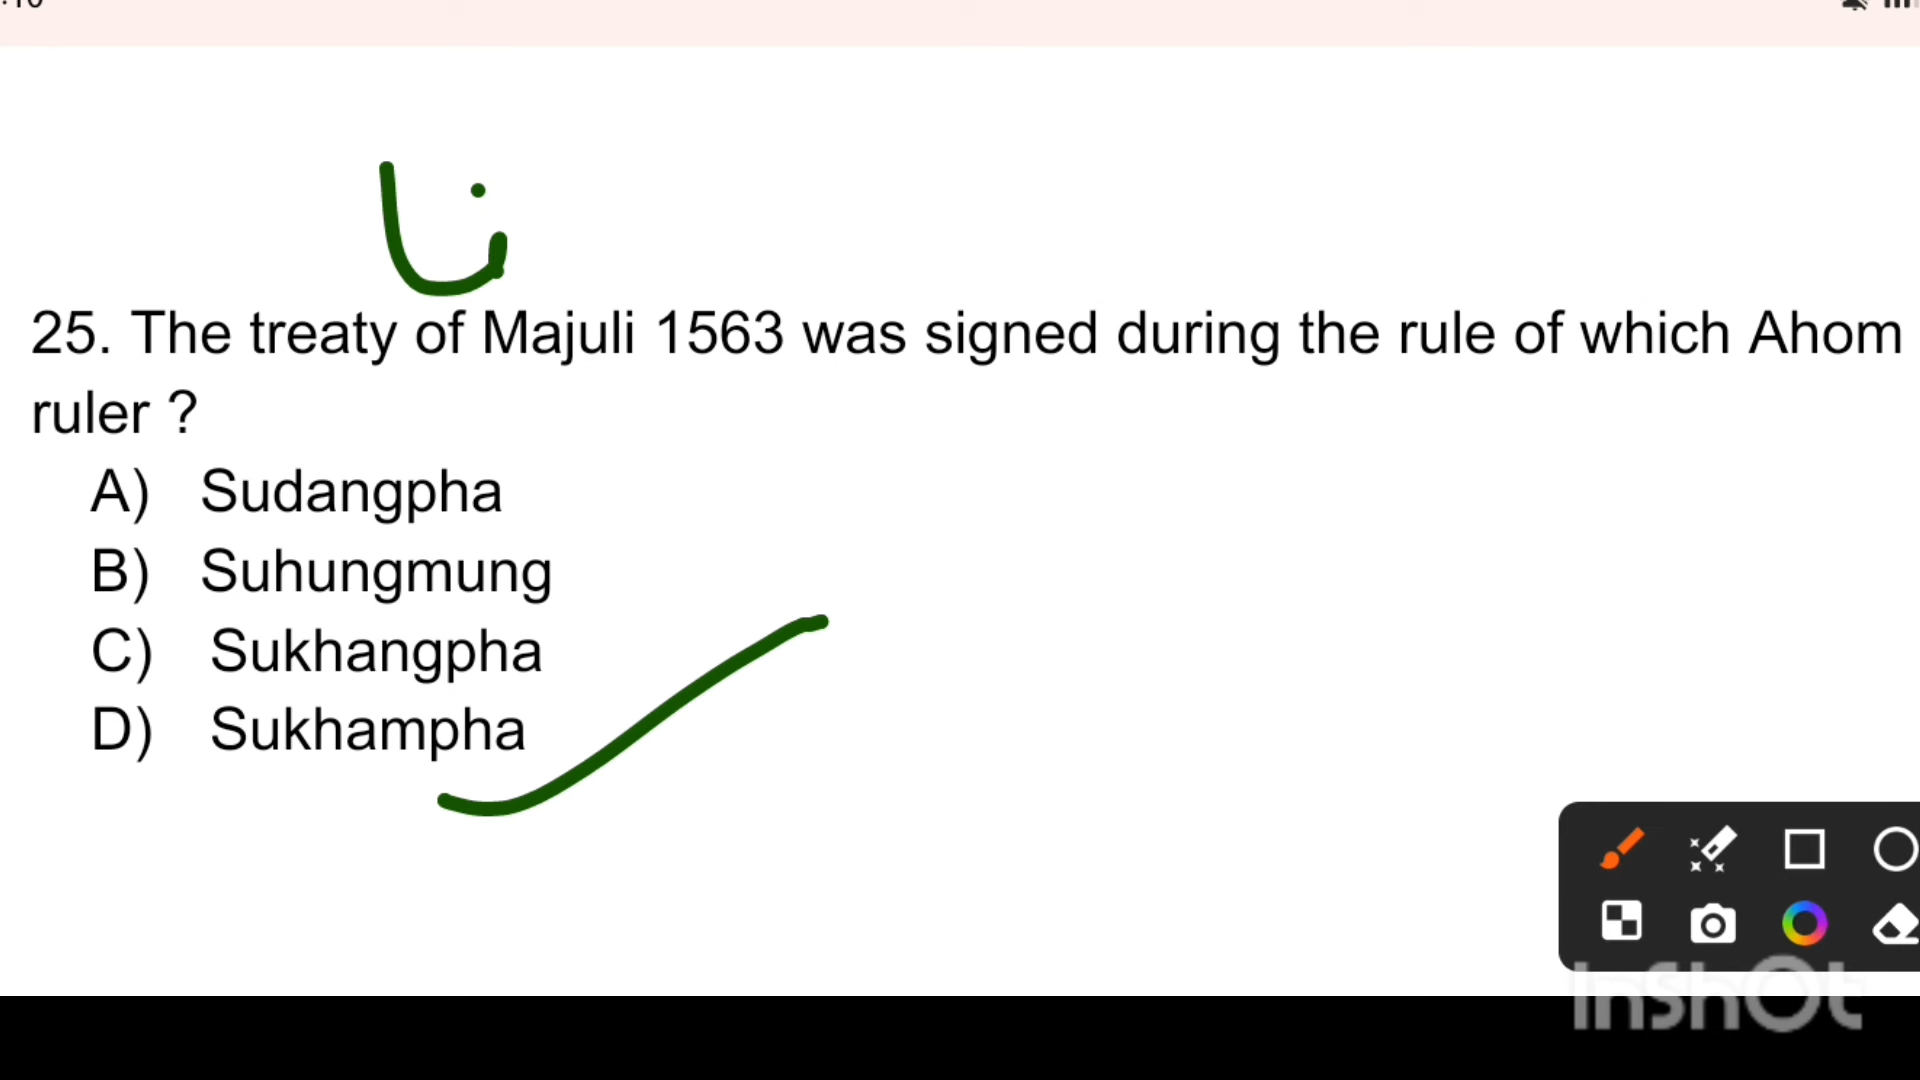 25. The treaty of Majuli 1563 was signed during the rule of which Ahom
ruler ?
A) Sudangpha
B) Suhungmung
C) Sukhangpha
D) Sukhampha
InShOt